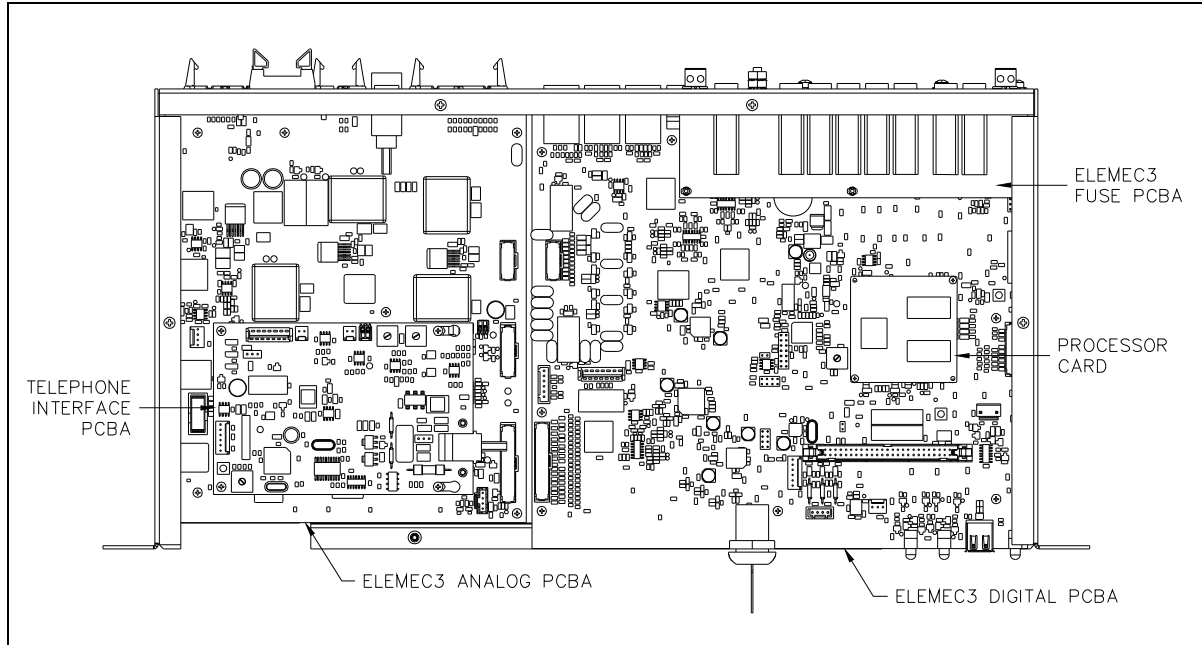 ELEMEC3
FUSE PCBA
PROCESSOR
CARD
TELEPHONE
INTERFACE
PCBA
ELEMEC3 ANALOG PCBA
ELEMEC3 DIGITAL PCBA